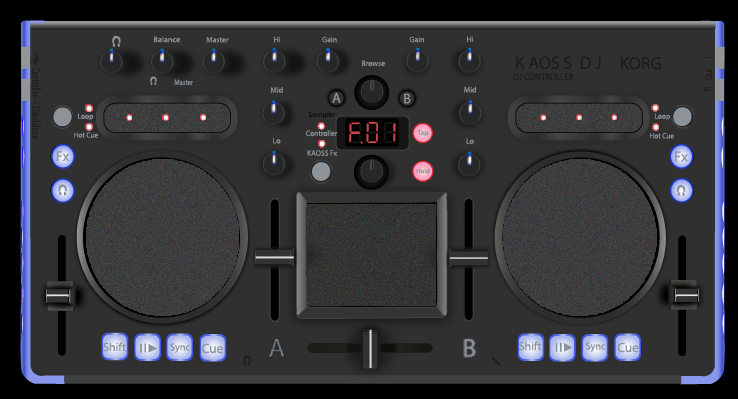 Balance
Master
Hi
Gain
Gain
Hi
Master
Browse
KAOSS DJ KORG
DJ CONTROLLER
Mid
Mid
A
B
Loop
Hot Cue
Sampler
Controller
KAOSS Fx
F.01
Tap
Hold
Loop
Hot Cue
Fx
Fx
Lo
Lo
A
B
Shift
Sync
Cue
Shift
Sync
Cue